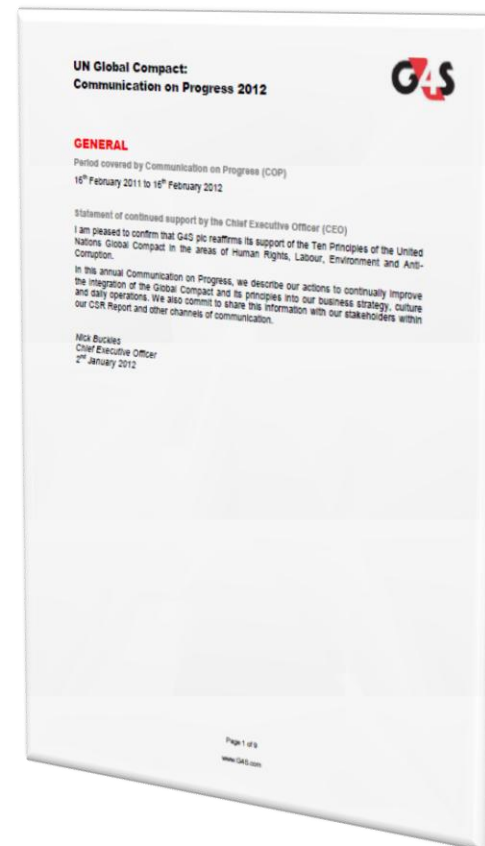 UN Global Compact:
Communication on Progress 2012
G4S
GENERAL
Period covered by Communication on Progress (COP)
16th February 2011 to 16th February 2012
Statement of continued support by the Chief Executive Officer (CEO)
I am pleased to confirm that G4S plc reaffirms its support of the Ten Principles of the United
Nations Global Compact in the areas of Human Rights, Labour, Environment and Anti-
Corruption.
In this annual Communication on Progress, we describe our actions to continually improve
the integration of the Global Compact and its principles into our business strategy, culture
and daily operations. We also commit to share this information with our stakeholders within
our CSR Report and other channels of communication.
Nick Buckles
Chief Executive Officer
2nd January 2012
Page 1 of 9
www.G4S.com